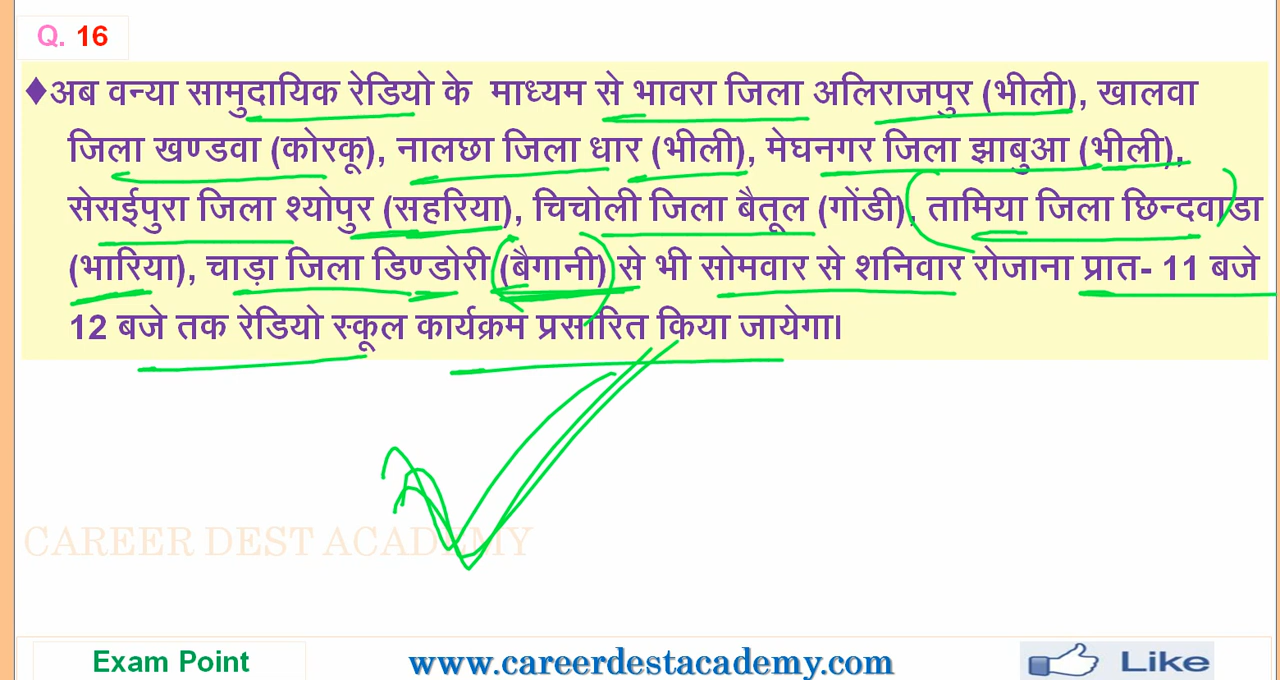 Q. 16
♦अब वन्या सामुदायिक रेडियो के माध्यम से भावरा जिला अलिराजपुर (भीली), खालवा
जिला खण्डवा (कोरकू), नालछा जिला धार (भीली), मेघनगर जिला झाबुआ (भीली),
सेसईपुरा जिला श्योपुर (सहरिया), चिचोली जिला बैतूल (गोंडी), तामिया जिला छिन्दवाडा
(भारिया), चाड़ा जिला डिण्डोरी (बैगानी) से भी सोमवार से शनिवार रोजाना प्रात- 11 बजे
12 बजे तक रेडियो स्कूल कार्यक्रम प्रसारित किया जायेगा।
CAREER DEST ACADEMY
Exam Point www.careerdestacademy.com Like